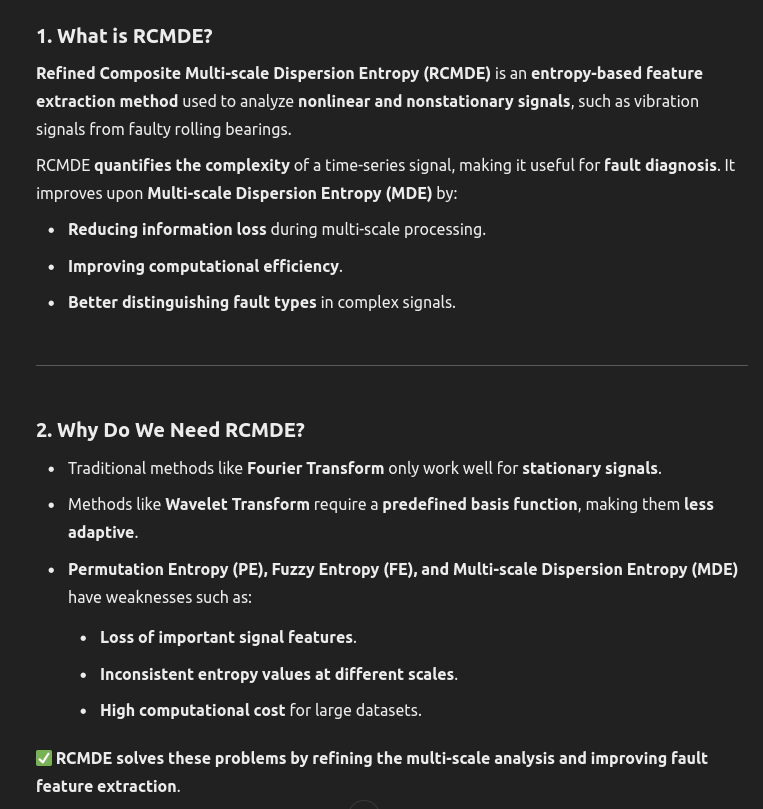 1. What is RCMDE?
Refined Composite Multi-scale Dispersion Entropy (RCMDE) is an entropy-based feature
extraction method used to analyze nonlinear and nonstationary signals, such as vibration
signals from faulty rolling bearings.
RCMDE quantifies the complexity of a time-series signal, making it useful for fault diagnosis. It
improves upon Multi-scale Dispersion Entropy (MDE) by:
• Reducing information loss during multi-scale processing.
• Improving computational efficiency.
• Better distinguishing fault types in complex signals.
2. Why Do We Need RCMDE?
• Traditional methods like Fourier Transform only work well for stationary signals.
• Methods like Wavelet Transform require a predefined basis function, making them less
adaptive.
• Permutation Entropy (PE), Fuzzy Entropy (FE), and Multi-scale Dispersion Entropy (MDE)
have weaknesses such as:
• Loss of important signal features.
• Inconsistent entropy values at different scales.
• High computational cost for large datasets.
✅ RCMDE solves these problems by refining the multi-scale analysis and improving fault
feature extraction.